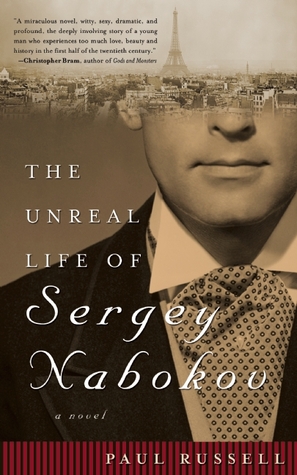 "A miraculous novel, witty, sexy, dramatic, and
profound, the deeply involving story of a young
man who experiences too much love, beauty and
history in the first half of the twentieth century."
—Christopher Bram, author of Gods and Monsters
THE
UNREAL
LIFE OF
Sergey
Nabokov
a novel
PAUL RUSSELL